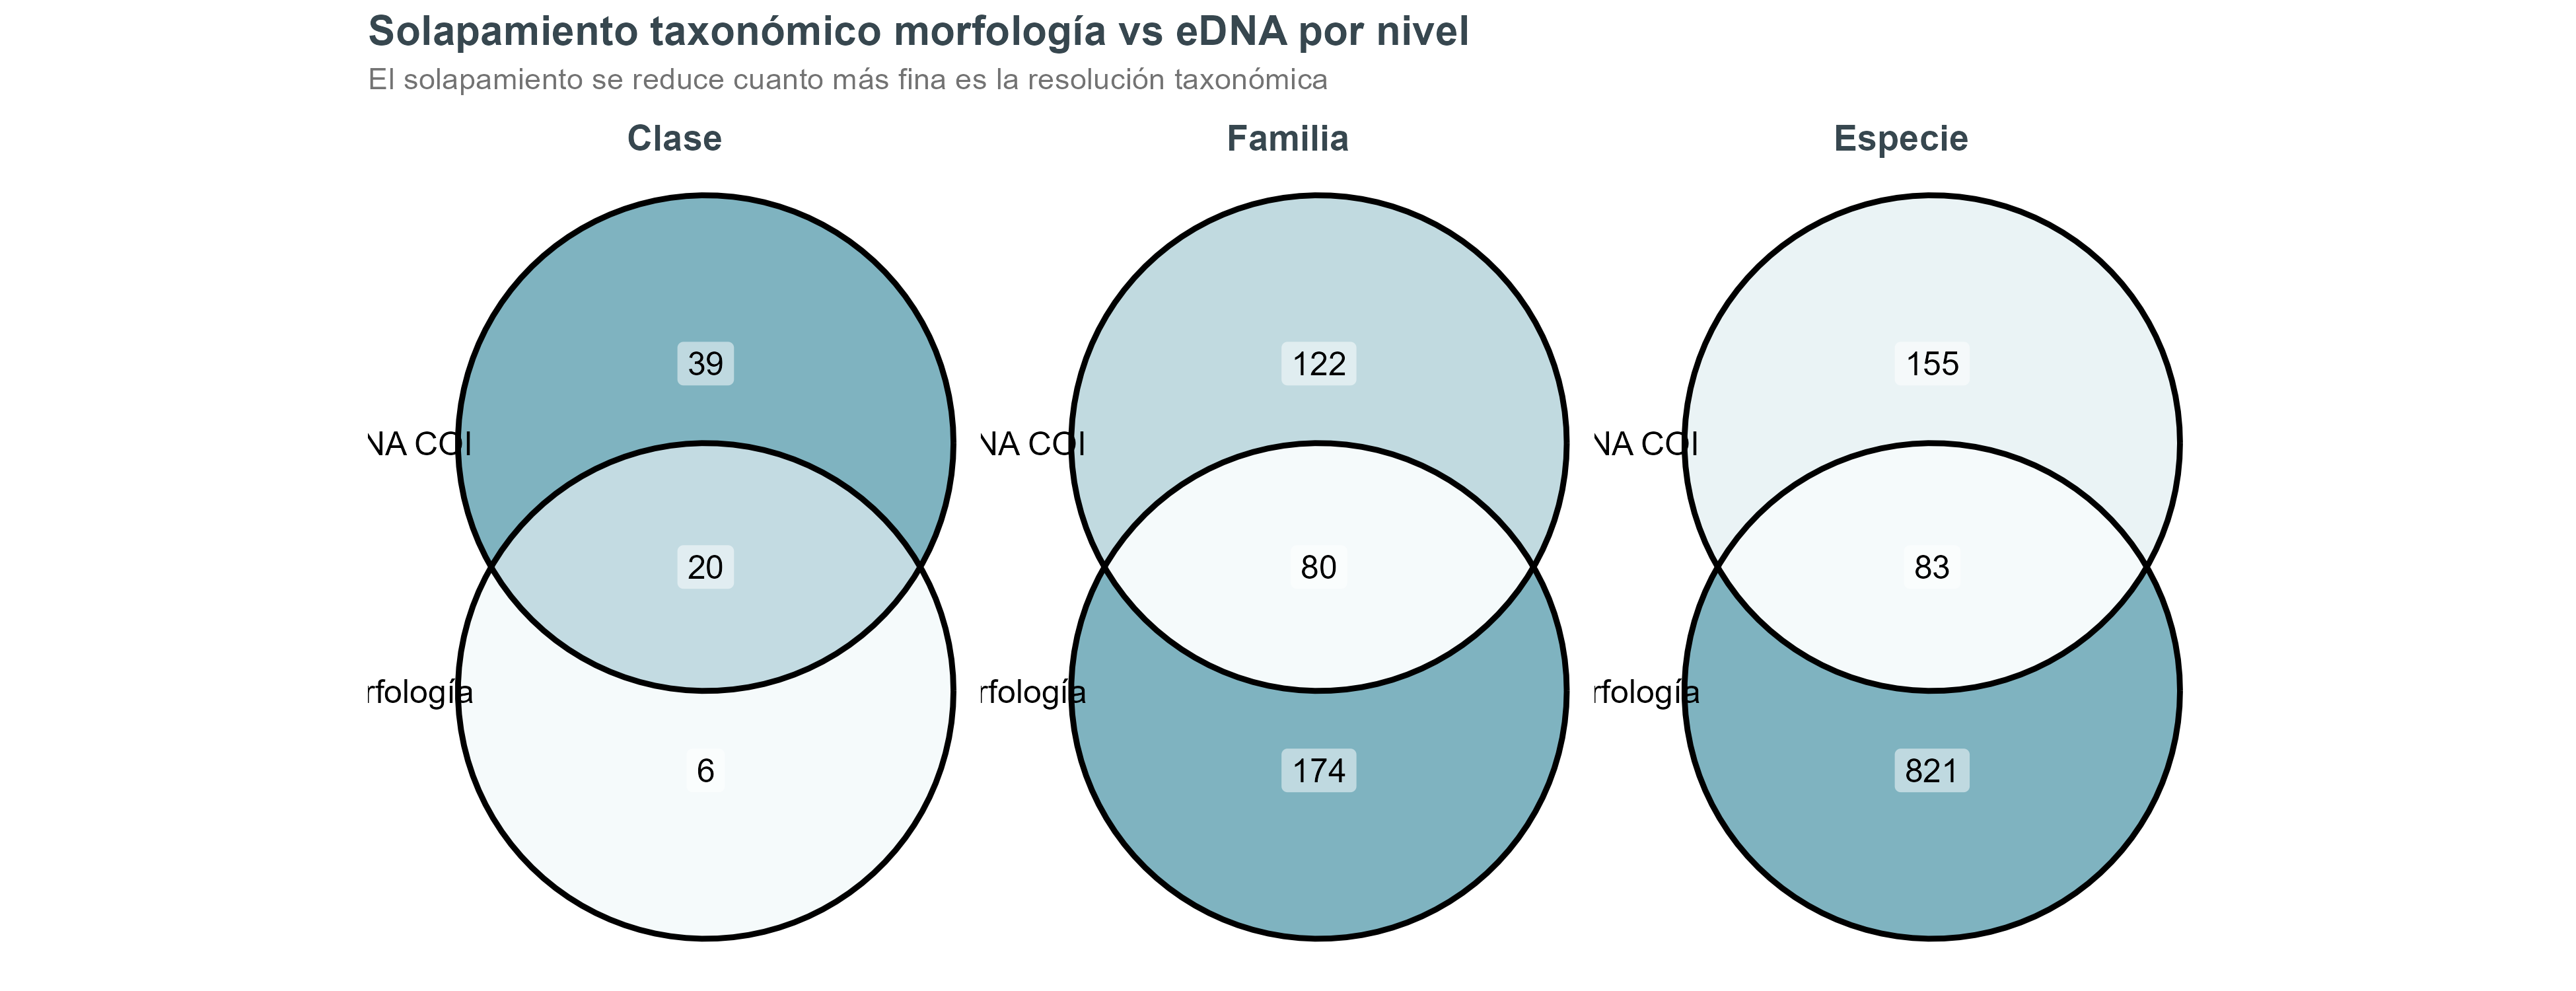 Solapamiento taxonómico morfología vs eDNA por nivel
El solapamiento se reduce cuanto más fina es la resolución taxonómica
Clase
39
NA COI
20
rfología
6
Familia
122
NA COI
80
rfología
174
Especie
155
NA COI
83
rfología
821